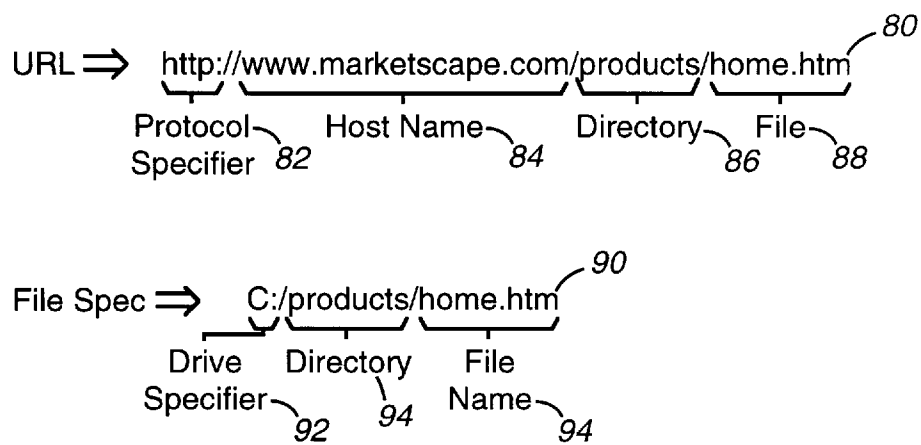 80
URL ⇒ http://www.marketscape.com/products/home.htm
Protocol Host Name Directory File
Specifier 82 84 86 88
90
File Spec ⇒ C:/products/home.htm
Drive Directory File
Specifier 92 94 Name 94